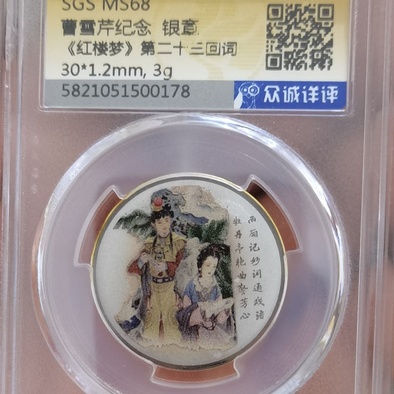 SGS MS68
曹雪芹纪念 银章
《红楼梦》第二十三回词
30*1.2mm, 3g
5821051500178
众诚详评
西厢记妙词通戏语
牡丹亭艳曲警芳心